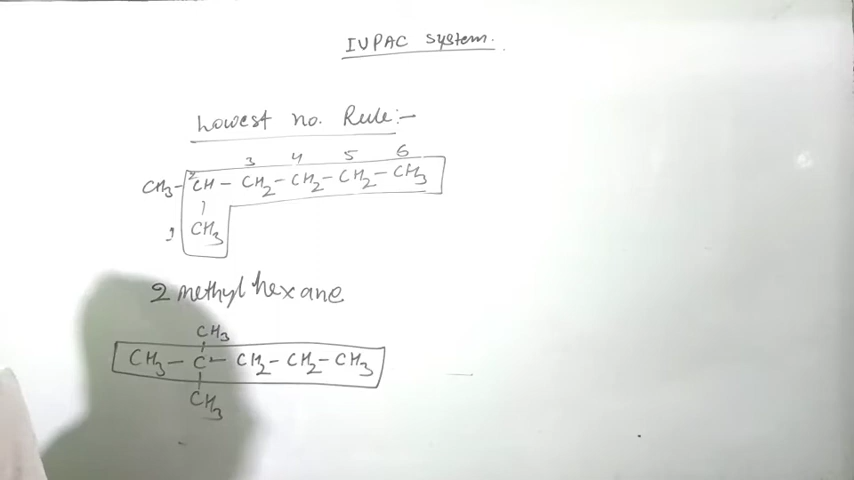 IUPAC system.
Lowest no. Rule:-
3 4 5 6
CH3-2CH-CH2-CH2-CH2-CH3
1 CH3
2 methyl hexane
CH3
CH3-C-CH2-CH2-CH3
CH3